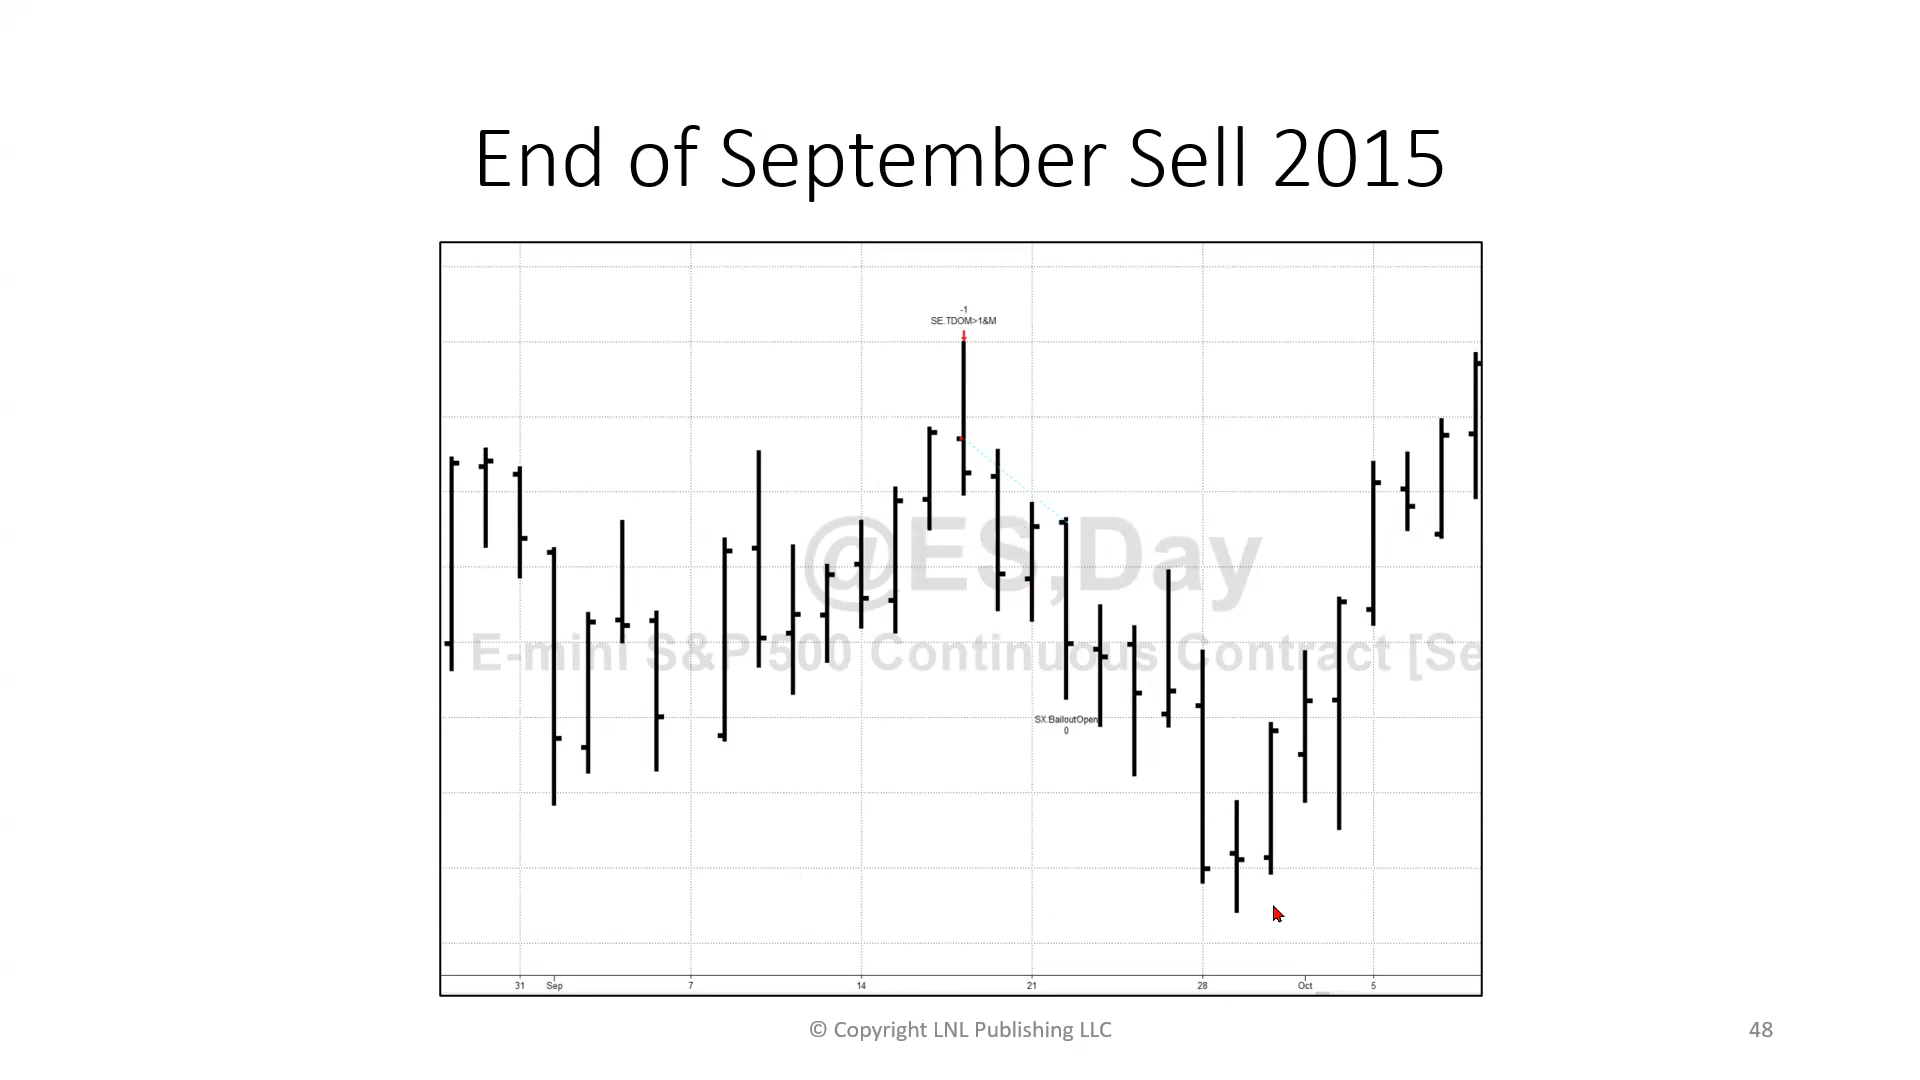 End of September Sell 2015
-1
SE.TDOM>1&M
@ES,Day
E-mini S&P 500 Continuous Contract [Se
SX.BailoutOpen
0
31 Sep 7 14 21 28 Oct 5
© Copyright LNL Publishing LLC
48